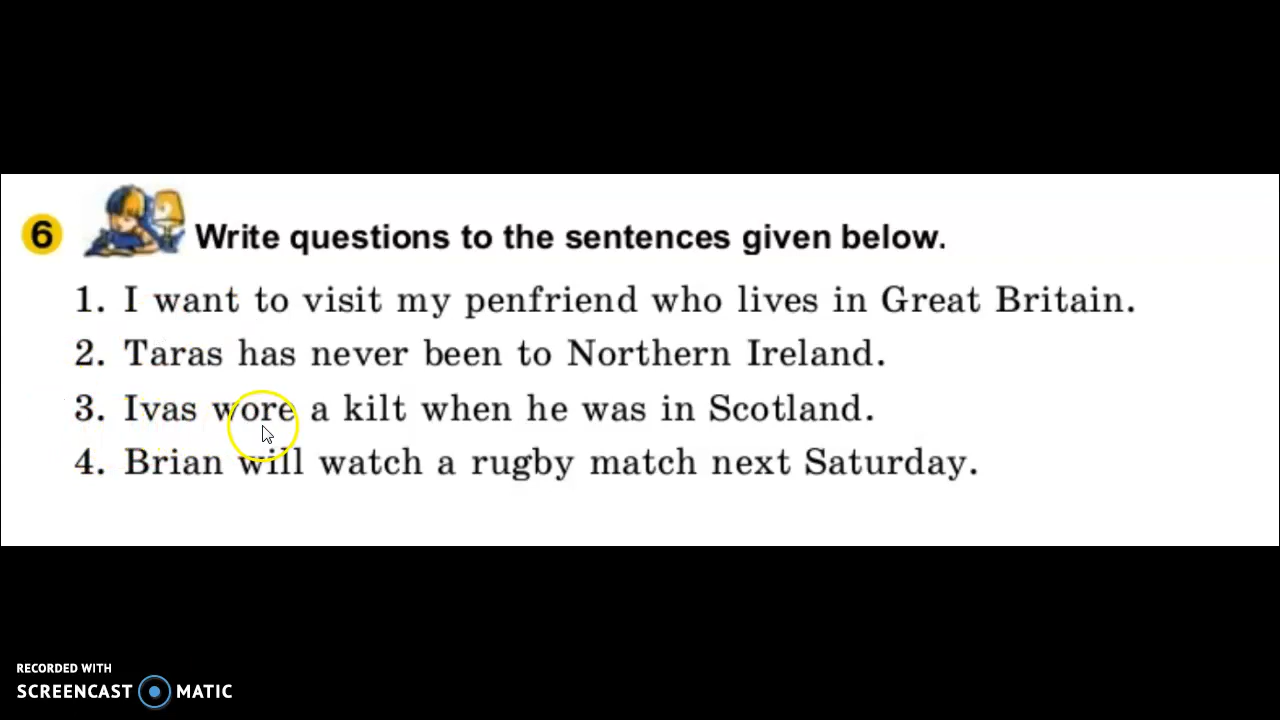 6 Write questions to the sentences given below.
1. I want to visit my penfriend who lives in Great Britain.
2. Taras has never been to Northern Ireland.
3. Ivas wore a kilt when he was in Scotland.
4. Brian will watch a rugby match next Saturday.
RECORDED WITH
SCREENCAST MATIC